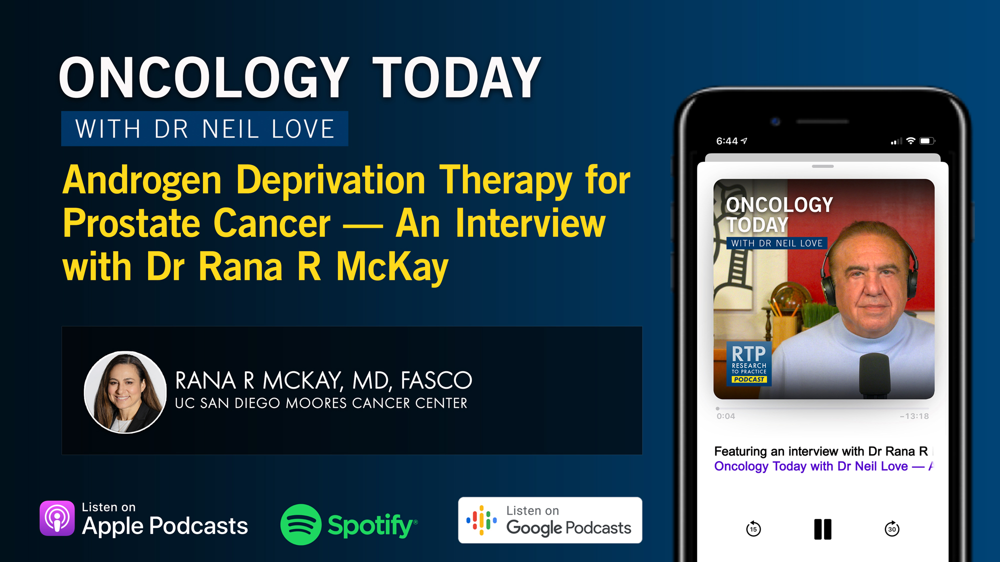 ONCOLOGY TODAY
WITH DR NEIL LOVE
Androgen Deprivation Therapy for
Prostate Cancer — An Interview
with Dr Rana R McKay
RANA R MCKAY, MD, FASCO
UC SAN DIEGO MOORES CANCER CENTER
Listen on
Apple Podcasts
Spotify®
Listen on
Google Podcasts
6:44
ONCOLOGY
TODAY
WITH DR NEIL LOVE
RTP
RESEARCH
TO PRACTICE
PODCAST
0:04 −13:18
Featuring an interview with Dr Rana R
Oncology Today with Dr Neil Love — A
15 30